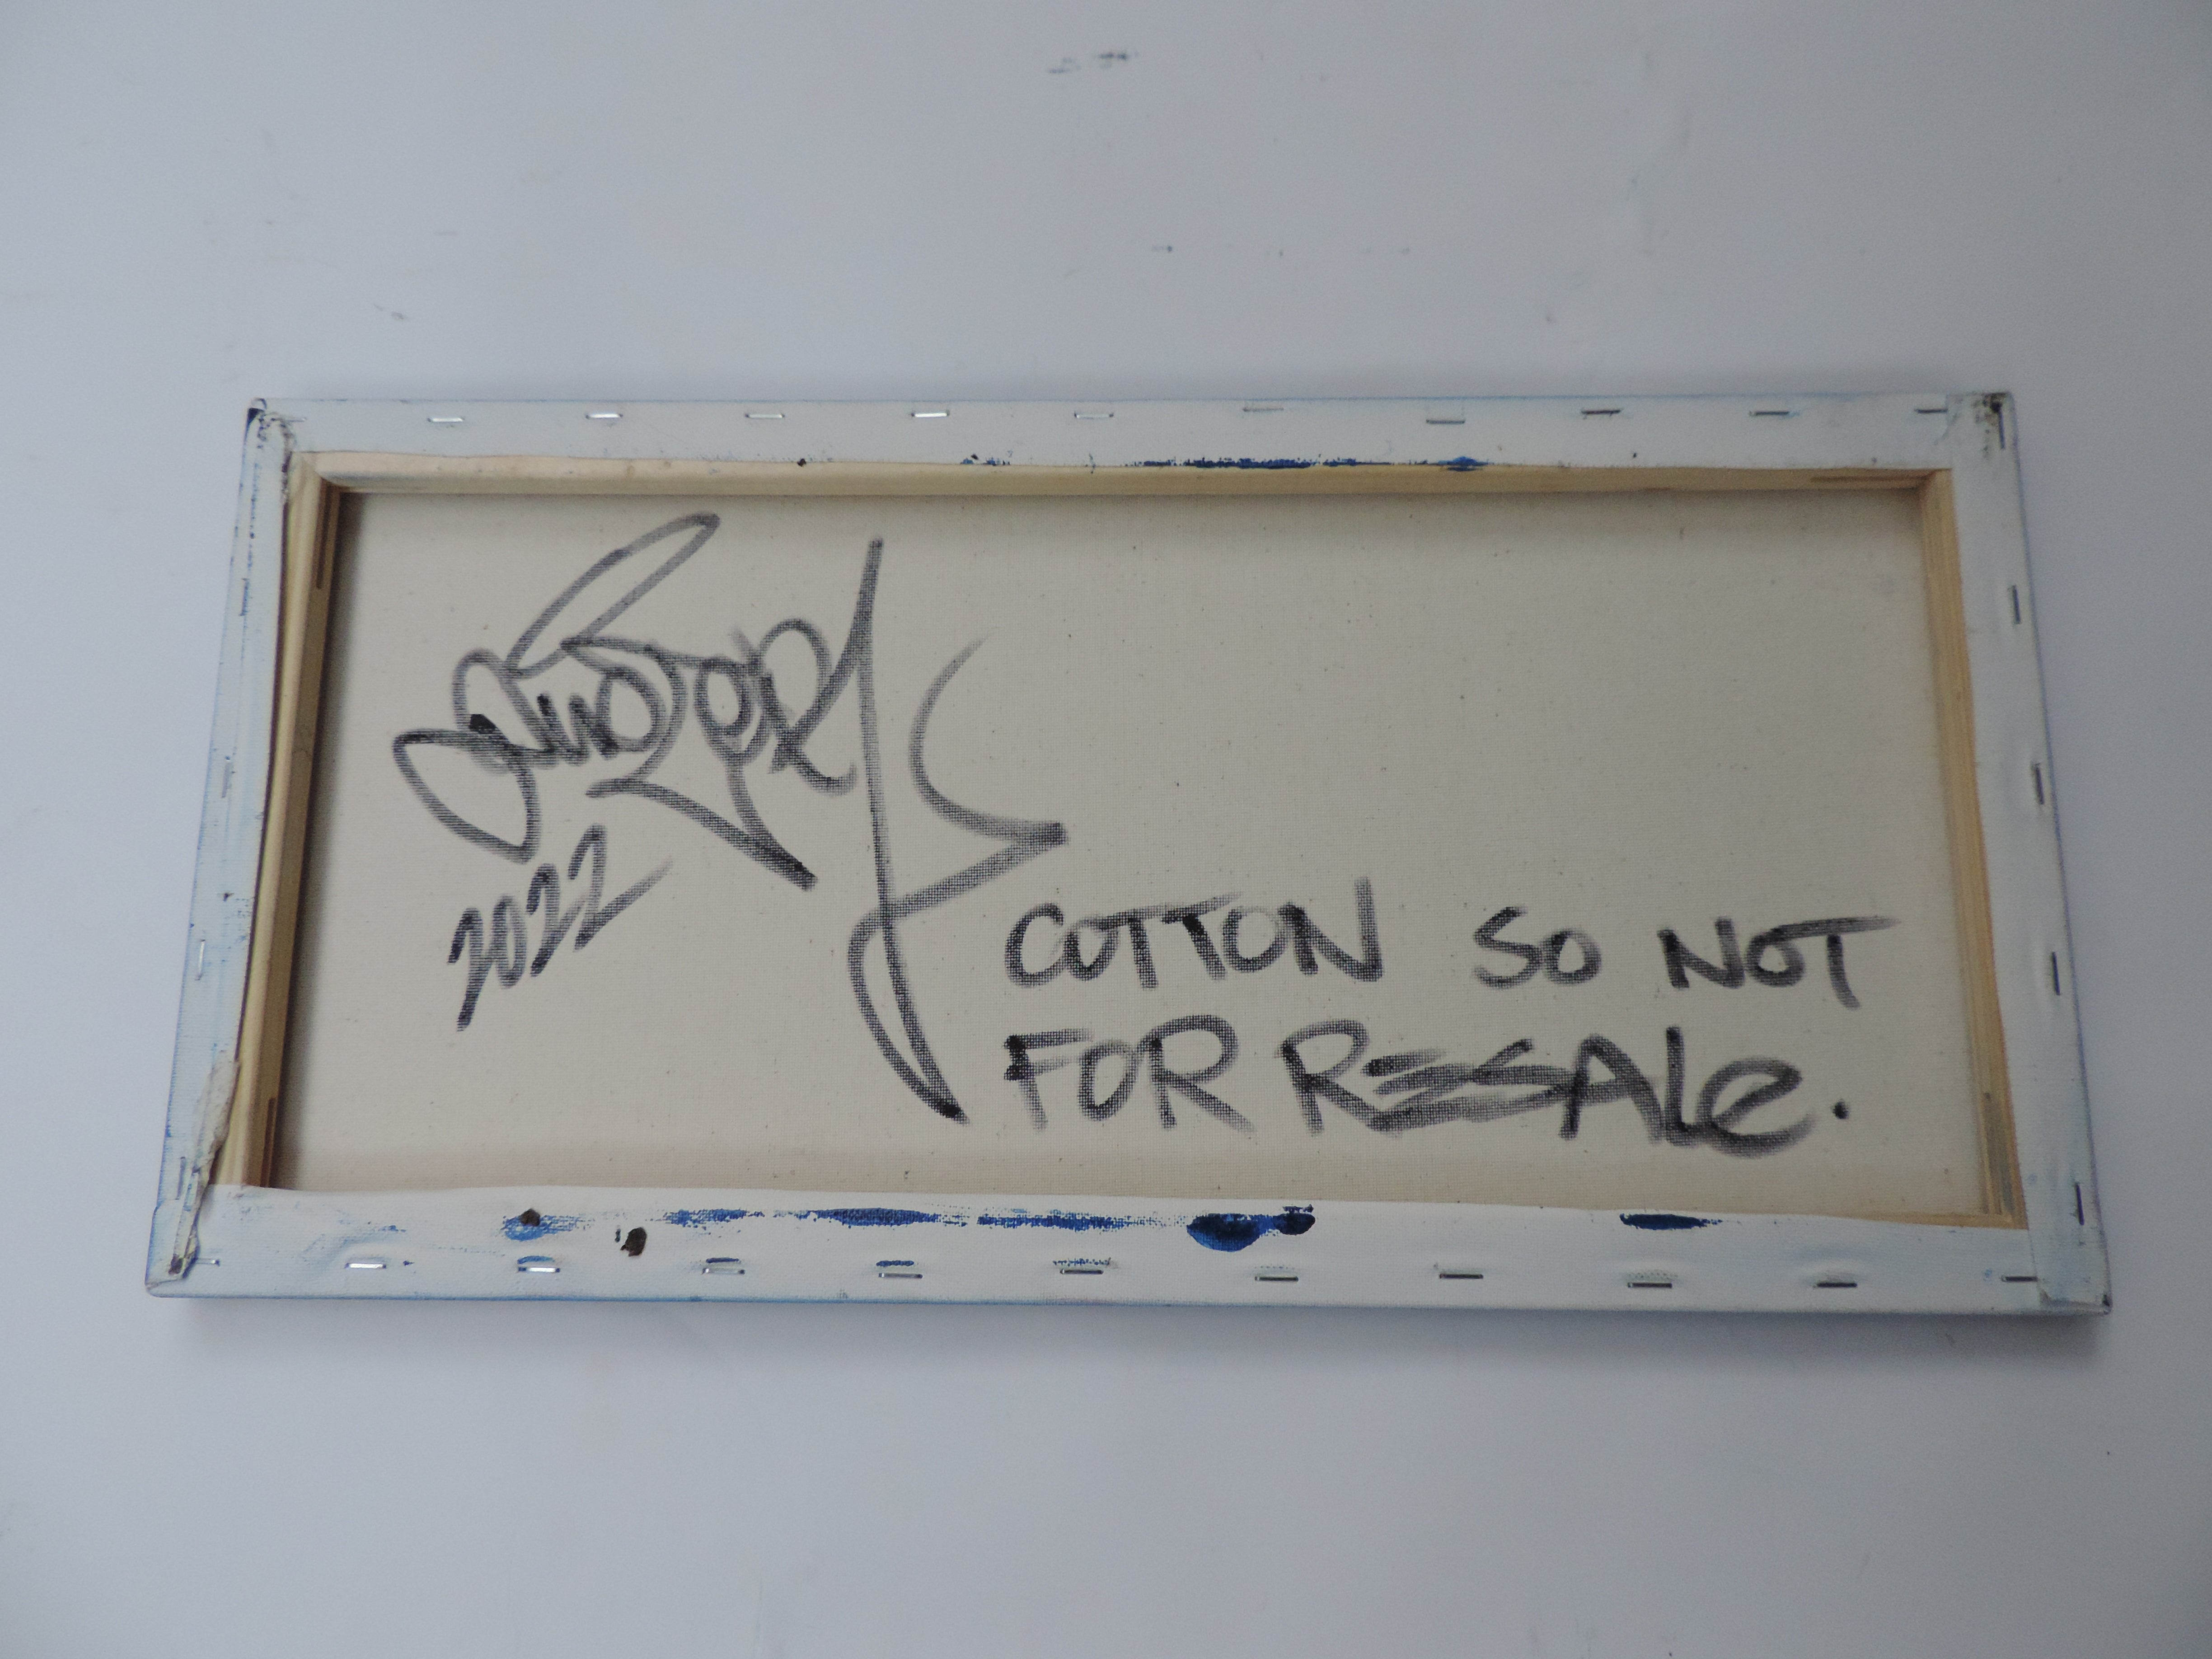 2022
COTTON SO NOT
FOR RESALe.